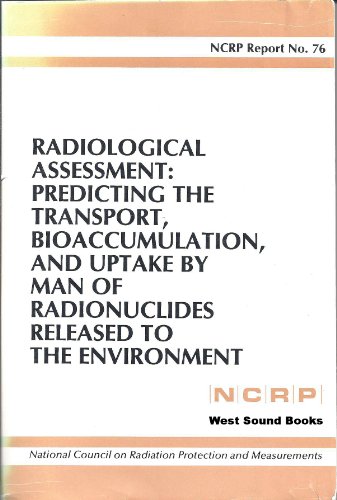 NCRP Report No. 76
RADIOLOGICAL
ASSESSMENT:
PREDICTING THE
TRANSPORT,
BIOACCUMULATION,
AND UPTAKE BY
MAN OF
RADIONUCLIDES
RELEASED TO
THE ENVIRONMENT
NCRP
West Sound Books
National Council on Radiation Protection and Measurements